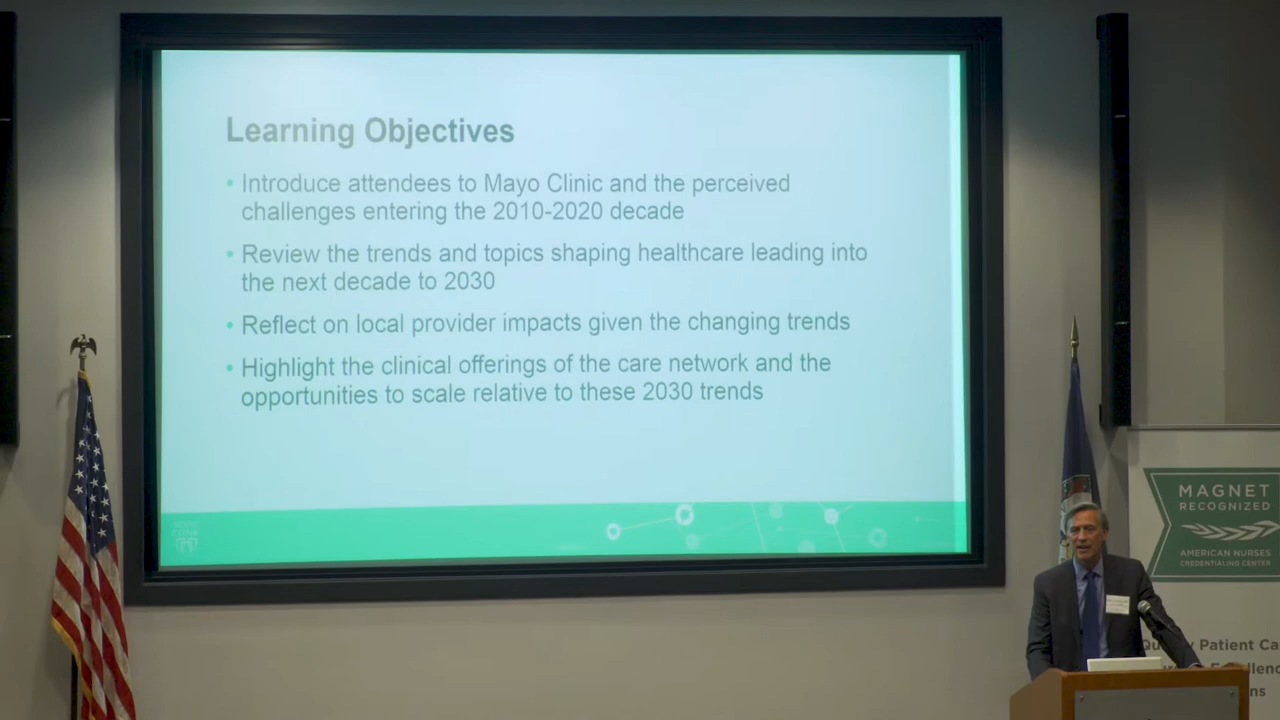 Learning Objectives
• Introduce attendees to Mayo Clinic and the perceived
challenges entering the 2010-2020 decade
• Review the trends and topics shaping healthcare leading into
the next decade to 2030
• Reflect on local provider impacts given the changing trends
• Highlight the clinical offerings of the care network and the
opportunities to scale relative to these 2030 trends
MAGNET
RECOGNIZED
AMERICAN NURSES
CREDENTIALING CENTER
Patient Ca